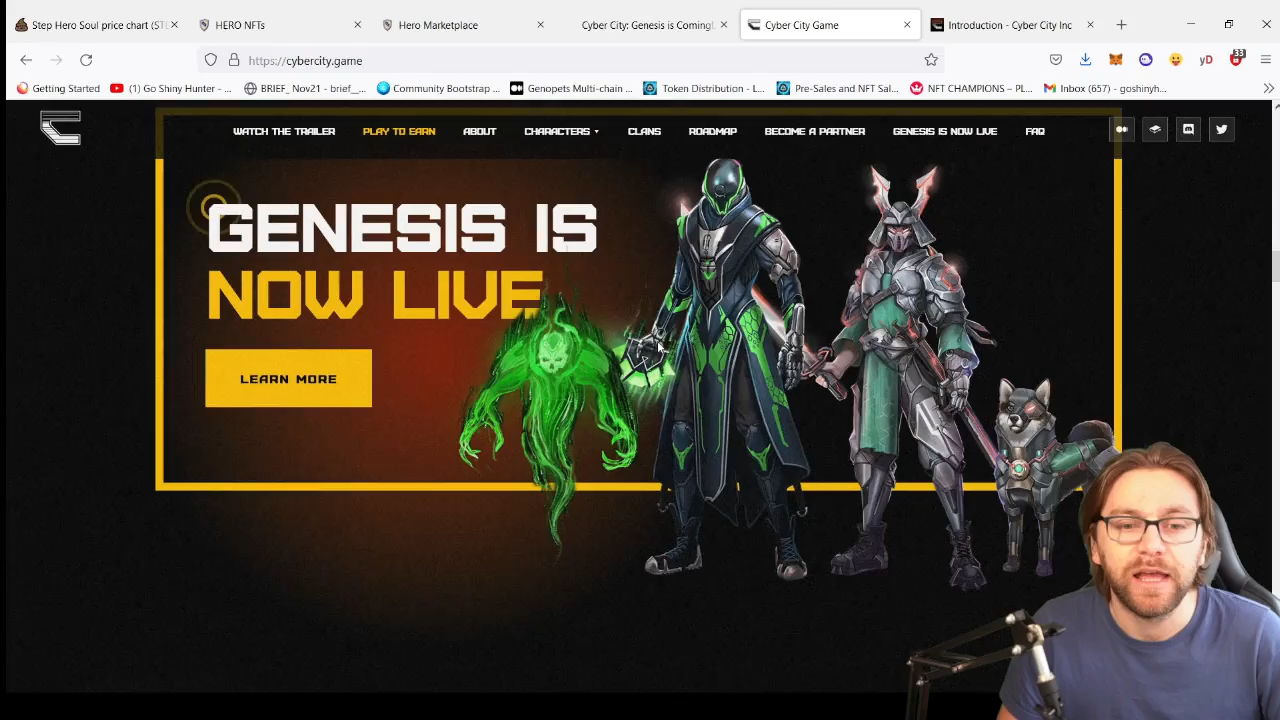 Step Hero Soul price chart (STE
HERO NFTs
Hero Marketplace
Cyber City: Genesis is Coming!
Cyber City Game
Introduction - Cyber City Inc
https://cybercity.game
33
Getting Started
(1) Go Shiny Hunter - ...
BRIEF_ Nov21 - brief_...
Community Bootstrap ...
Genopets Multi-chain ...
Token Distribution - L...
Pre-Sales and NFT Sal...
NFT CHAMPIONS – PL...
Inbox (657) - goshinyh...
WATCH THE TRAILER
PLAY TO EARN
ABOUT
CHARACTERS
CLANS
ROADMAP
BECOME A PARTNER
GENESIS IS NOW LIVE
FAQ
GENESIS IS
NOW LIVE
LEARN MORE